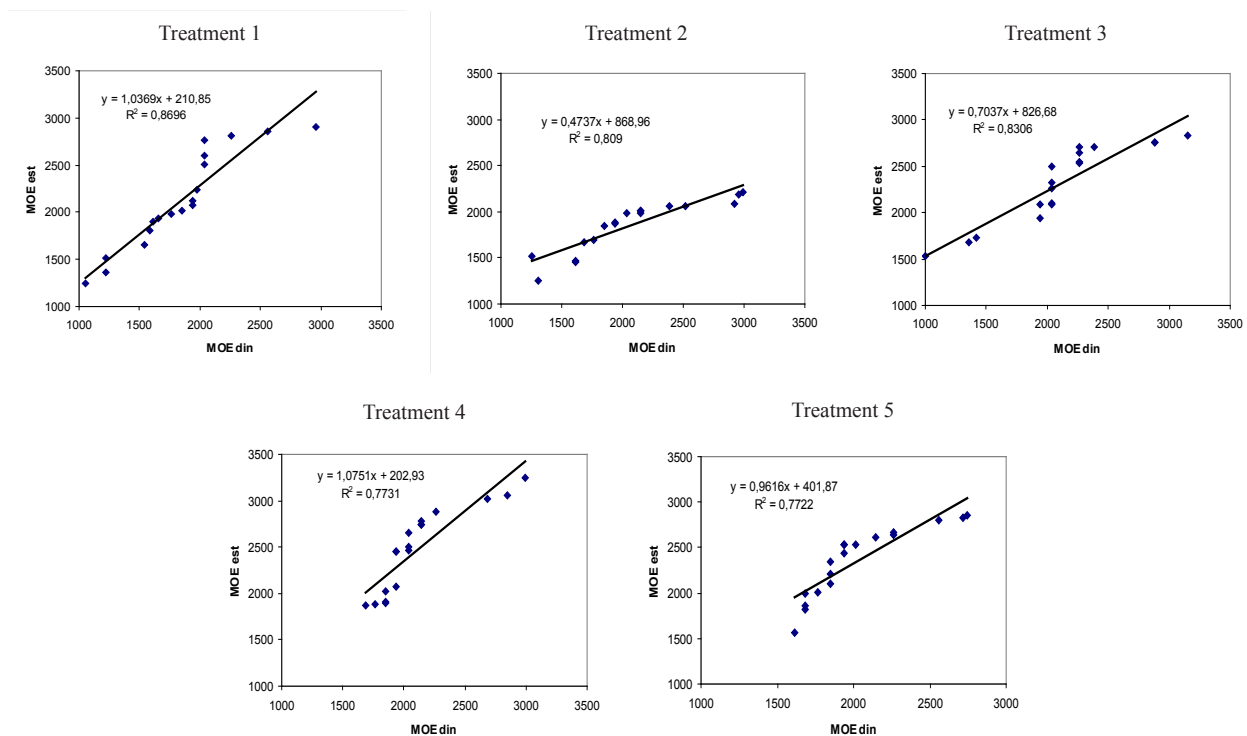 Treatment 1
3500
3000
2500
2000
1500
1000
MOE est
y = 1,0369x + 210,85
R² = 0,8696
1000 1500 2000 2500 3000 3500
MOE din
Treatment 2
3500
3000
2500
2000
1500
1000
MOE est
y = 0,4737x + 868,96
R² = 0,809
1000 1500 2000 2500 3000 3500
MOE din
Treatment 3
3500
3000
2500
2000
1500
1000
MOE est
y = 0,7037x + 826,68
R² = 0,8306
1000 1500 2000 2500 3000 3500
MOE din
Treatment 4
3500
3000
2500
2000
1500
1000
MOE est
y = 1,0751x + 202,93
R² = 0,7731
1000 1500 2000 2500 3000 3500
MOE din
Treatment 5
3500
3000
2500
2000
1500
1000
MOE est
y = 0,9616x + 401,87
R² = 0,7722
1000 1500 2000 2500 3000
MOE din